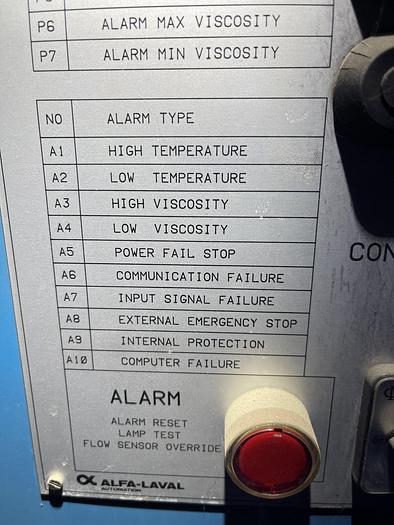 P6 ALARM MAX VISCOSITY
P7 ALARM MIN VISCOSITY
NO ALARM TYPE
A1 HIGH TEMPERATURE
A2 LOW TEMPERATURE
A3 HIGH VISCOSITY
A4 LOW VISCOSITY
A5 POWER FAIL STOP
A6 COMMUNICATION FAILURE
A7 INPUT SIGNAL FAILURE
A8 EXTERNAL EMERGENCY STOP
A9 INTERNAL PROTECTION
A10 COMPUTER FAILURE
CON
ALARM
ALARM RESET
LAMP TEST
FLOW SENSOR OVERRIDE
ALFA-LAVAL
AUTOMATION